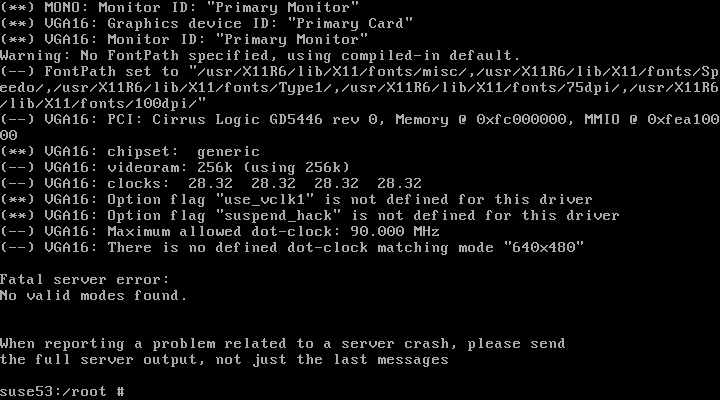 (**) MONO: Monitor ID: "Primary Monitor"
(**) VGA16: Graphics device ID: "Primary Card"
(**) VGA16: Monitor ID: "Primary Monitor"
Warning: No FontPath specified, using compiled-in default.
(--) FontPath set to "/usr/X11R6/lib/X11/fonts/misc/,/usr/X11R6/lib/X11/fonts/Sp
eedo/,/usr/X11R6/lib/X11/fonts/Type1/,/usr/X11R6/lib/X11/fonts/75dpi/,/usr/X11R6
/lib/X11/fonts/100dpi/"
(--) VGA16: PCI: Cirrus Logic GD5446 rev 0, Memory @ 0xfc000000, MMIO @ 0xfea100
00
(**) VGA16: chipset:  generic
(--) VGA16: videoram: 256k (using 256k)
(--) VGA16: clocks:  28.32  28.32  28.32  28.32
(**) VGA16: Option flag "use_vclk1" is not defined for this driver
(**) VGA16: Option flag "suspend_hack" is not defined for this driver
(--) VGA16: Maximum allowed dot-clock: 90.000 MHz
(--) VGA16: There is no defined dot-clock matching mode "640x480"
Fatal server error:
No valid modes found.
When reporting a problem related to a server crash, please send
the full server output, not just the last messages
suse53:/root #